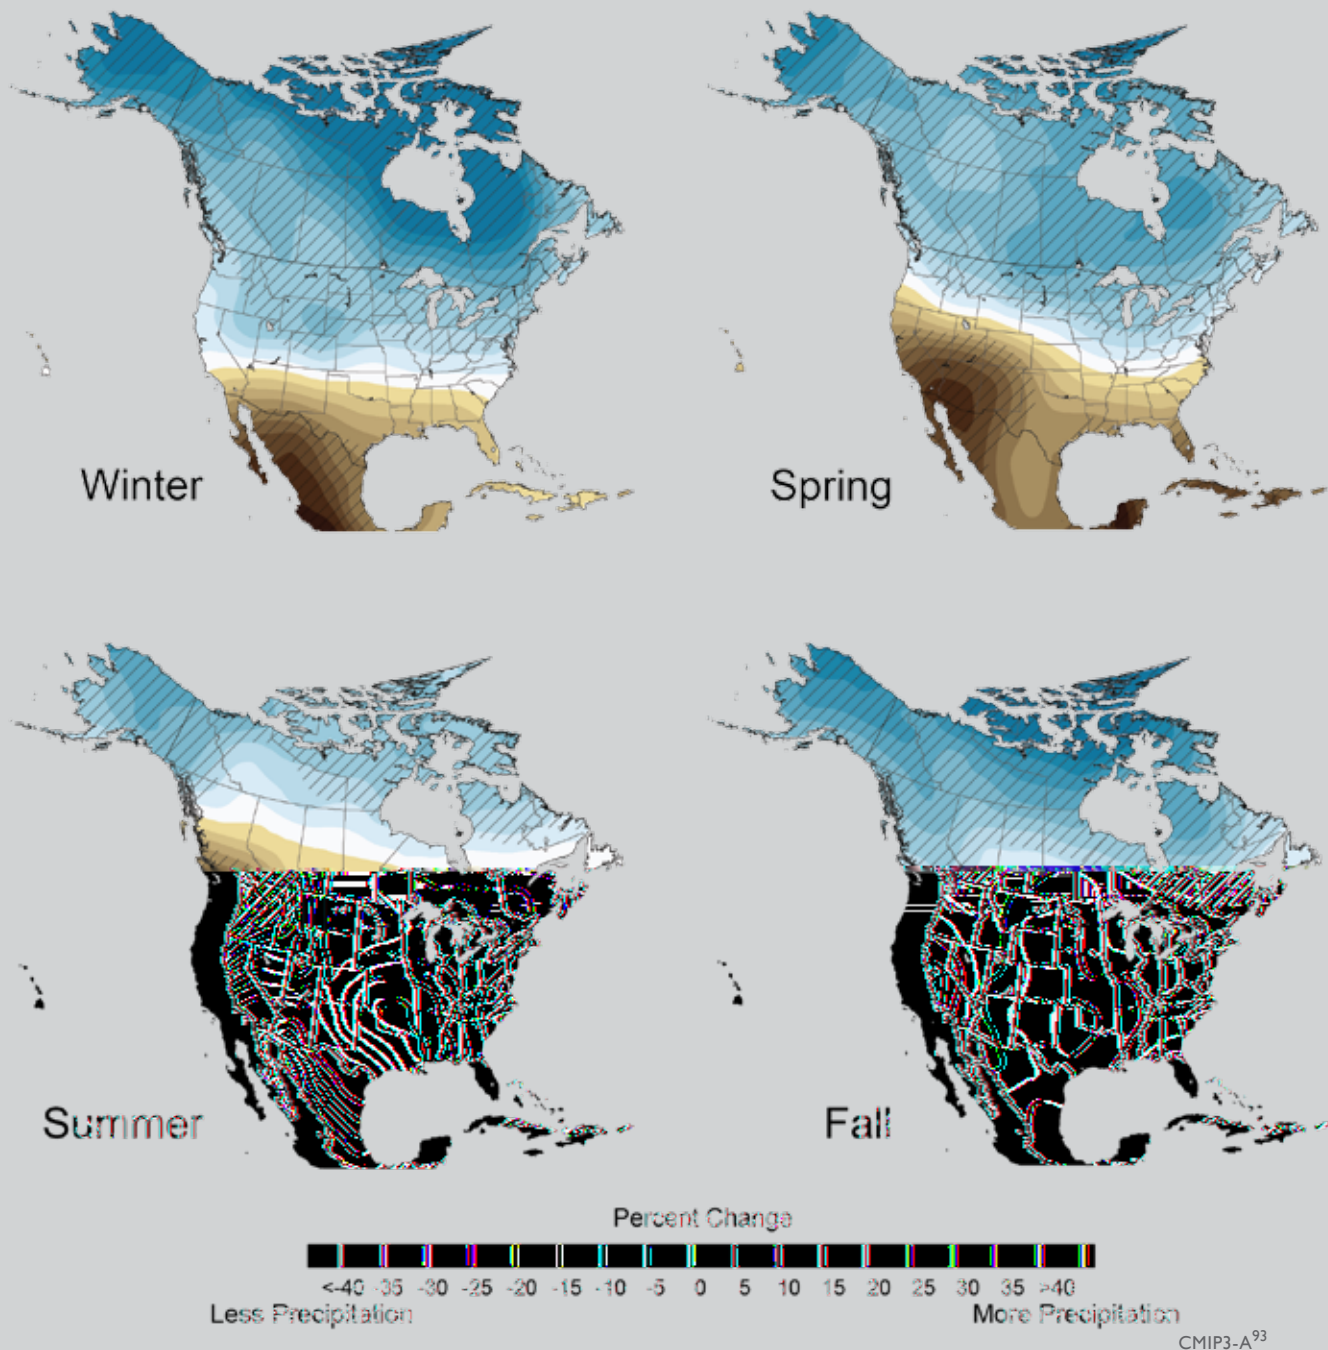 Winter
Spring
Summer
Fall
Percent Change
<-40 -35 -30 -25 -20 -15 -10 -5 0 5 10 15 20 25 30 35 >40
Less Precipitation
More Precipitation
CMIP3-A93